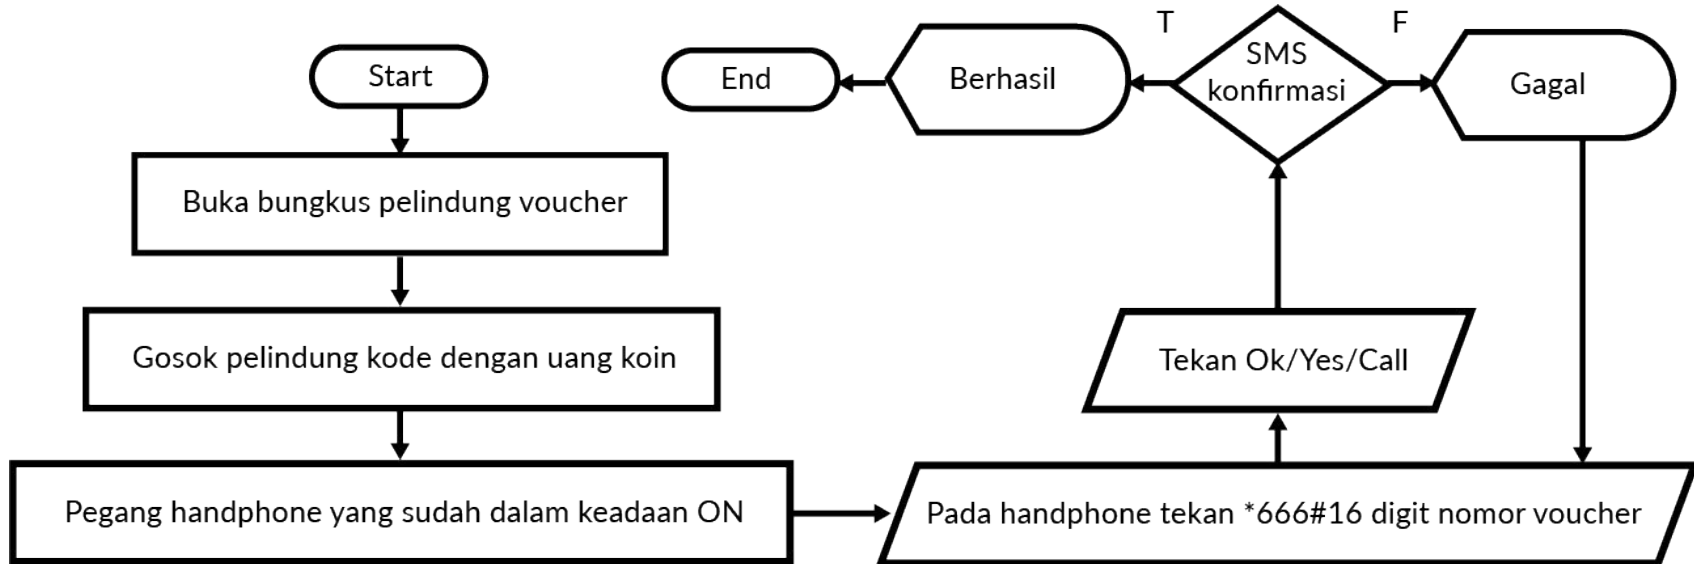 Start
Buka bungkus pelindung voucher
Gosok pelindung kode dengan uang koin
Pegang handphone yang sudah dalam keadaan ON
Pada handphone tekan *666#16 digit nomor voucher
Tekan Ok/Yes/Call
SMS
konfirmasi
T
F
Berhasil
Gagal
End